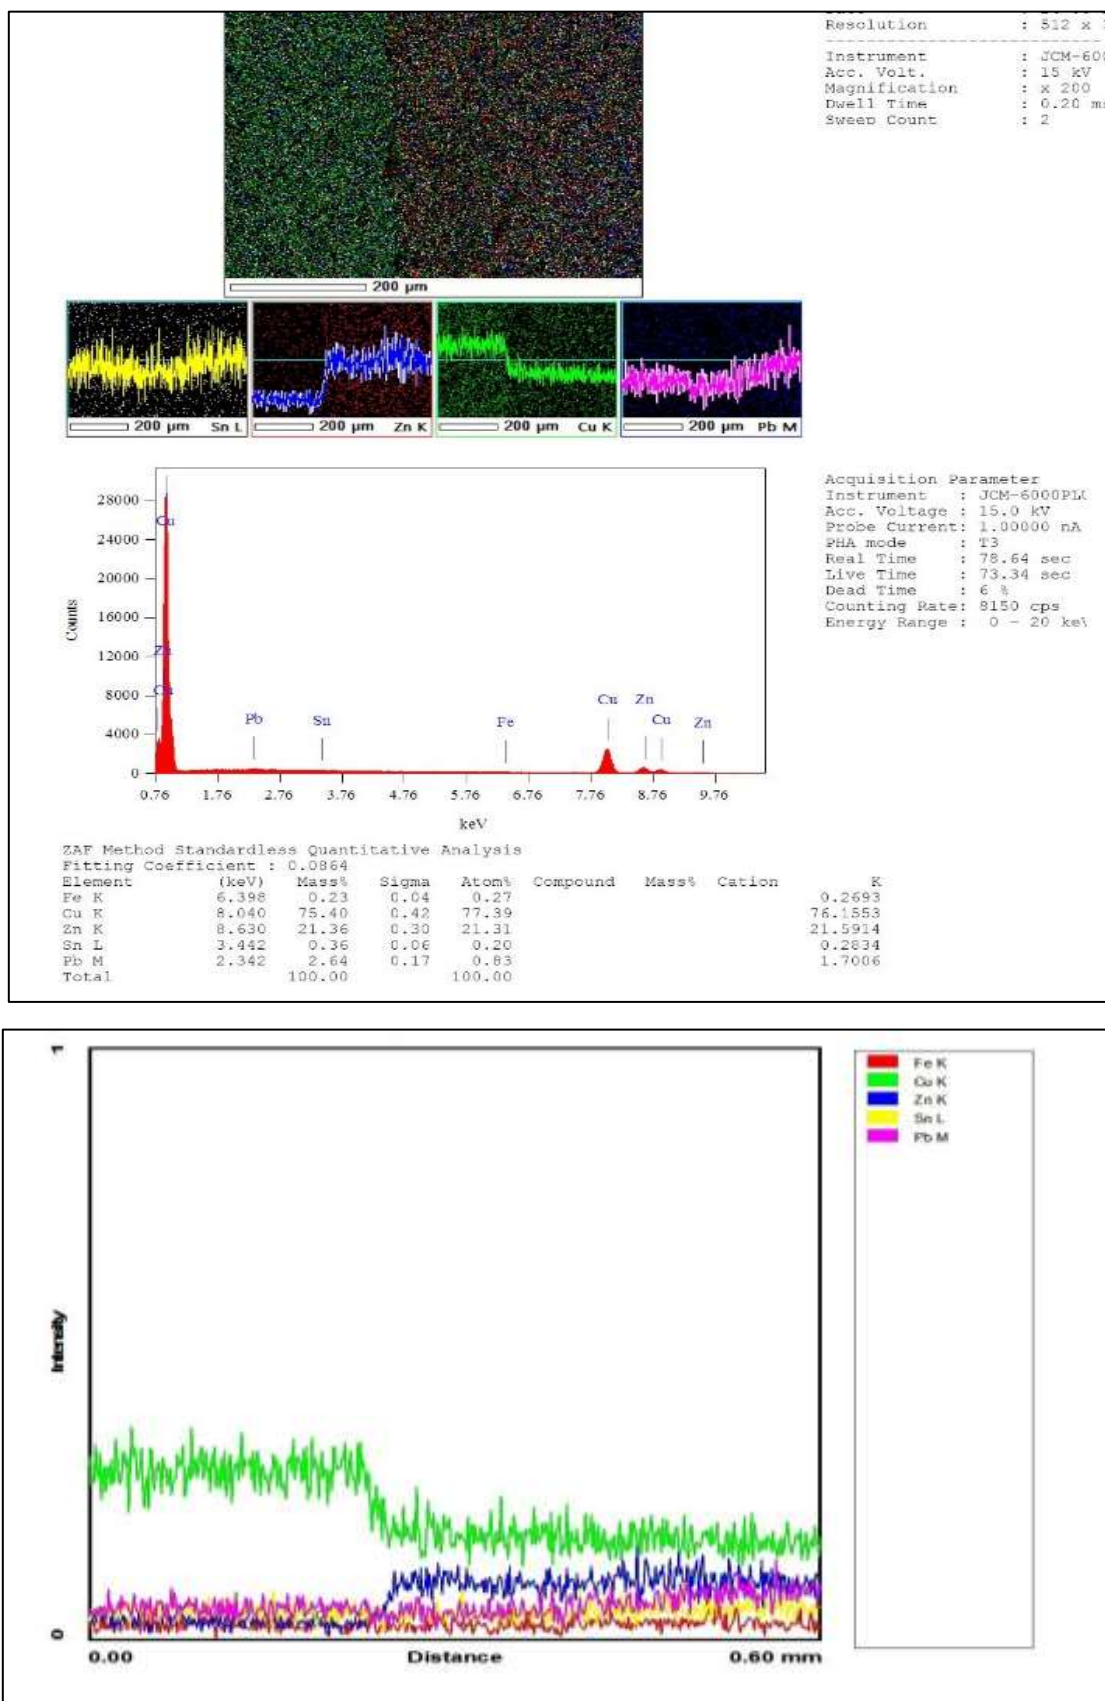 Resolution : 512 x
Instrument : JCM-600
Acc. Volt. : 15 kV
Magnification : x 200
Dwell Time : 0.20 ms
Sweep Count : 2
200 µm
200 µm Sn L
200 µm Zn K
200 µm Cu K
200 µm Pb M
Acquisition Parameter
Instrument : JCM-6000PLU
Acc. Voltage : 15.0 kV
Probe Current: 1.00000 nA
PHA mode : T3
Real Time : 78.64 sec
Live Time : 73.34 sec
Dead Time : 6 %
Counting Rate: 8150 cps
Energy Range : 0 - 20 keV
Counts
28000
24000
20000
16000
12000
8000
4000
0
Cu
Zn
Cu
Pb
Sn
Fe
Cu
Zn
Cu
Zn
0.76 1.76 2.76 3.76 4.76 5.76 6.76 7.76 8.76 9.76
keV
ZAF Method Standardless Quantitative Analysis
Fitting Coefficient : 0.0864
Element (keV) Mass% Sigma Atom% Compound Mass% Cation K
Fe K 6.398 0.23 0.04 0.27 0.2693
Cu K 8.040 75.40 0.42 77.39 76.1553
Zn K 8.630 21.36 0.30 21.31 21.5914
Sn L 3.442 0.36 0.06 0.20 0.2834
Pb M 2.342 2.64 0.17 0.83 1.7006
Total 100.00 100.00
1
Intensity
0
0.00 Distance 0.60 mm
Fe K
Cu K
Zn K
Sn L
Pb M